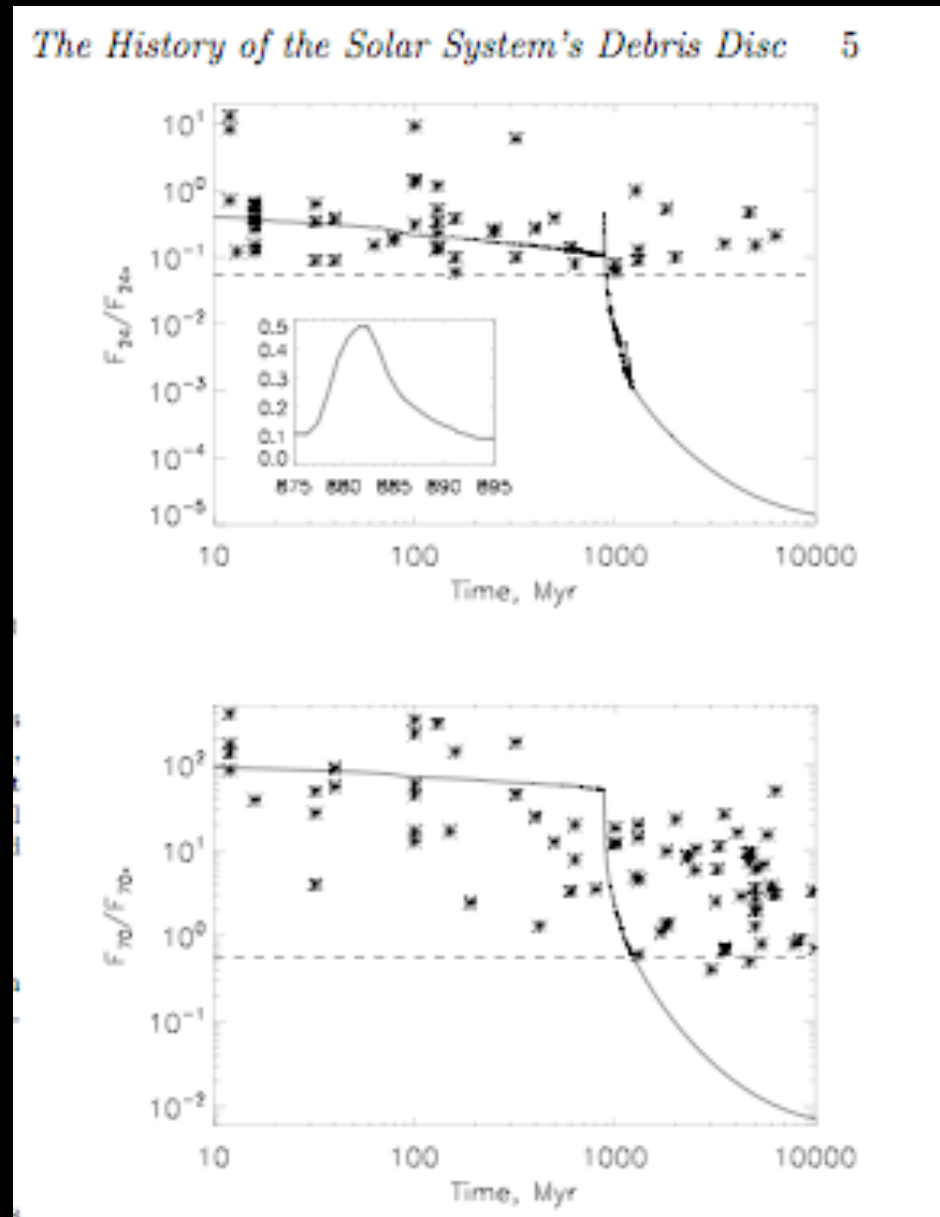 The History of the Solar System's Debris Disc 5
10¹
10⁰
10⁻¹
10⁻²
10⁻³
10⁻⁴
10⁻⁵
F₂₄/F₂₄*
0.5
0.4
0.3
0.2
0.1
0.0
875 880 885 890 895
10 100 1000 10000
Time, Myr
10²
10¹
10⁰
10⁻¹
10⁻²
F₇₀/F₇₀*
10 100 1000 10000
Time, Myr